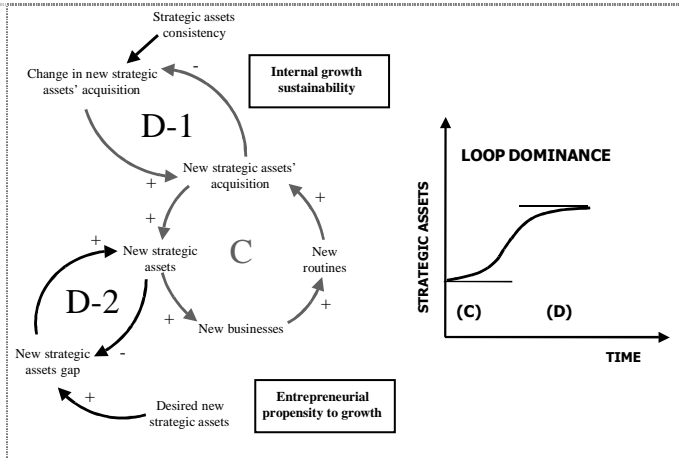 Strategic assets
consistency
Change in new strategic
assets’ acquisition
-
Internal growth
sustainability
D-1
LOOP DOMINANCE
New strategic assets’
acquisition
+
+
+
STRATEGIC ASSETS
+
New strategic
assets
C
New
routines
D-2
+
+
(C)
(D)
New businesses
-
TIME
New strategic
assets gap
+
Desired new
strategic assets
Entrepreneurial
propensity to growth